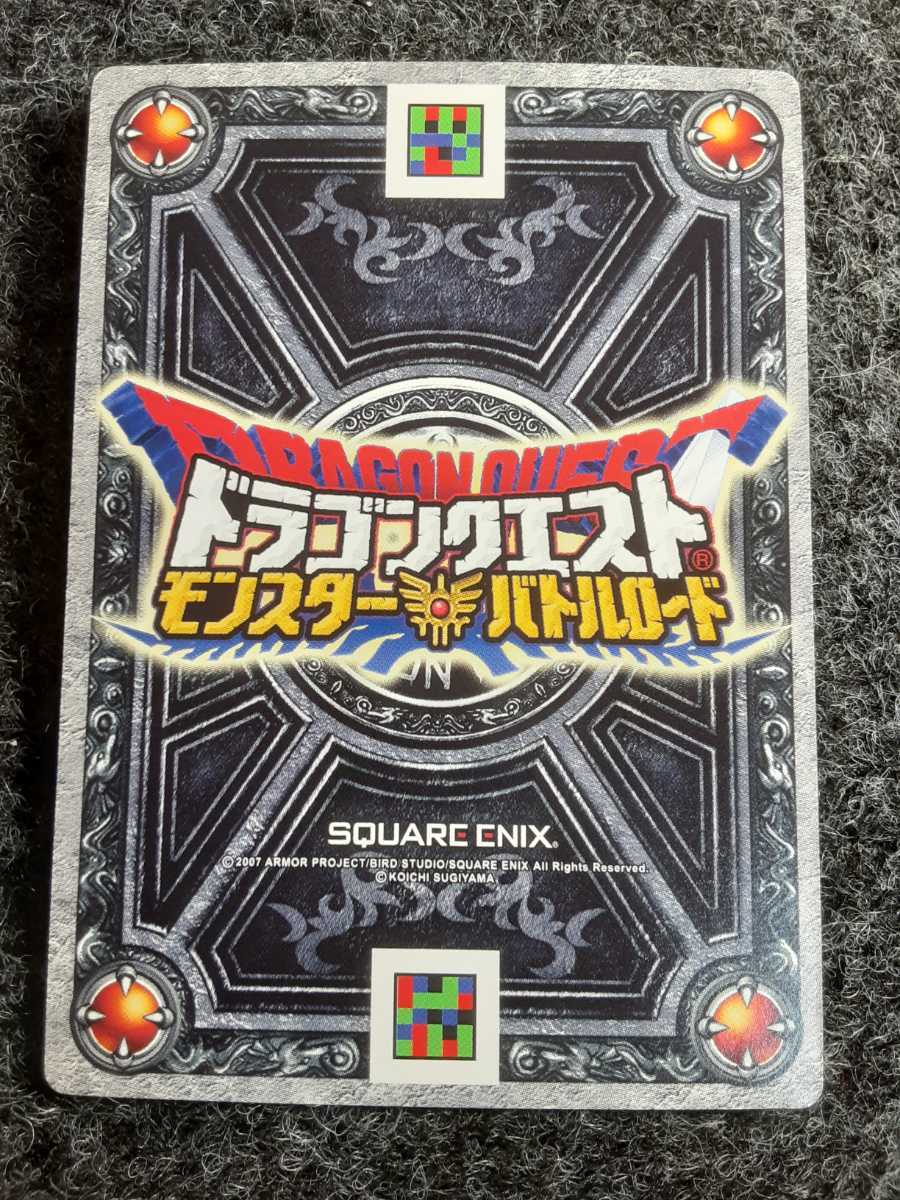 DRAGON QUEST
ドラゴンクエスト®
モンスターバトルロード
SQUARE ENIX®
©2007 ARMOR PROJECT/BIRD STUDIO/SQUARE ENIX All Rights Reserved.
©KOICHI SUGIYAMA